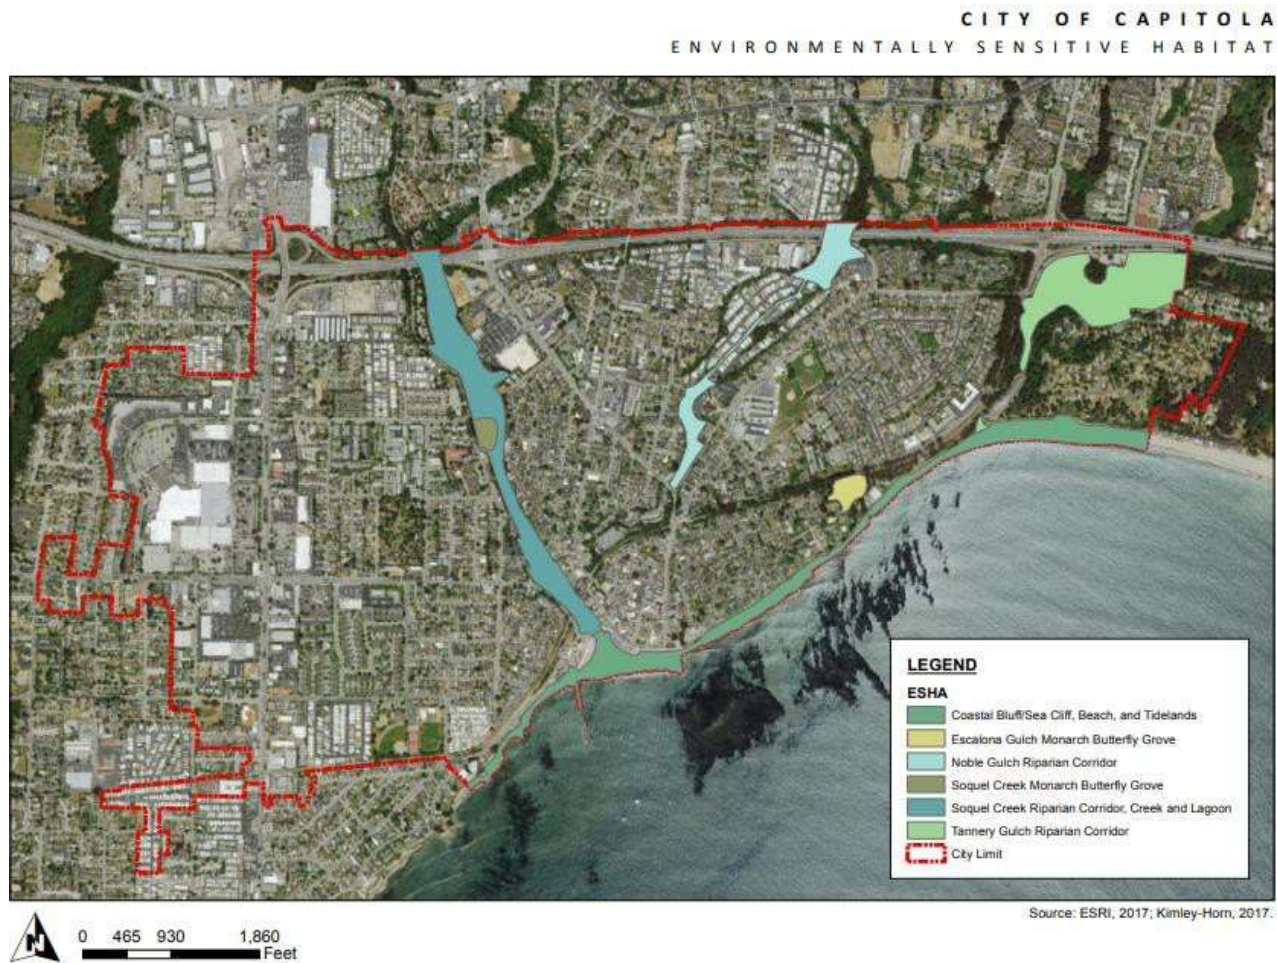 CITY OF CAPITOLA
ENVIRONMENTALLY SENSITIVE HABITAT
LEGEND
ESHA
Coastal Bluff/Sea Cliff, Beach, and Tidelands
Escalona Gulch Monarch Butterfly Grove
Noble Gulch Riparian Corridor
Soquel Creek Monarch Butterfly Grove
Soquel Creek Riparian Corridor, Creek and Lagoon
Tannery Gulch Riparian Corridor
City Limit
Source: ESRI, 2017; Kimley-Horn, 2017.
N
0 465 930 1,860
Feet